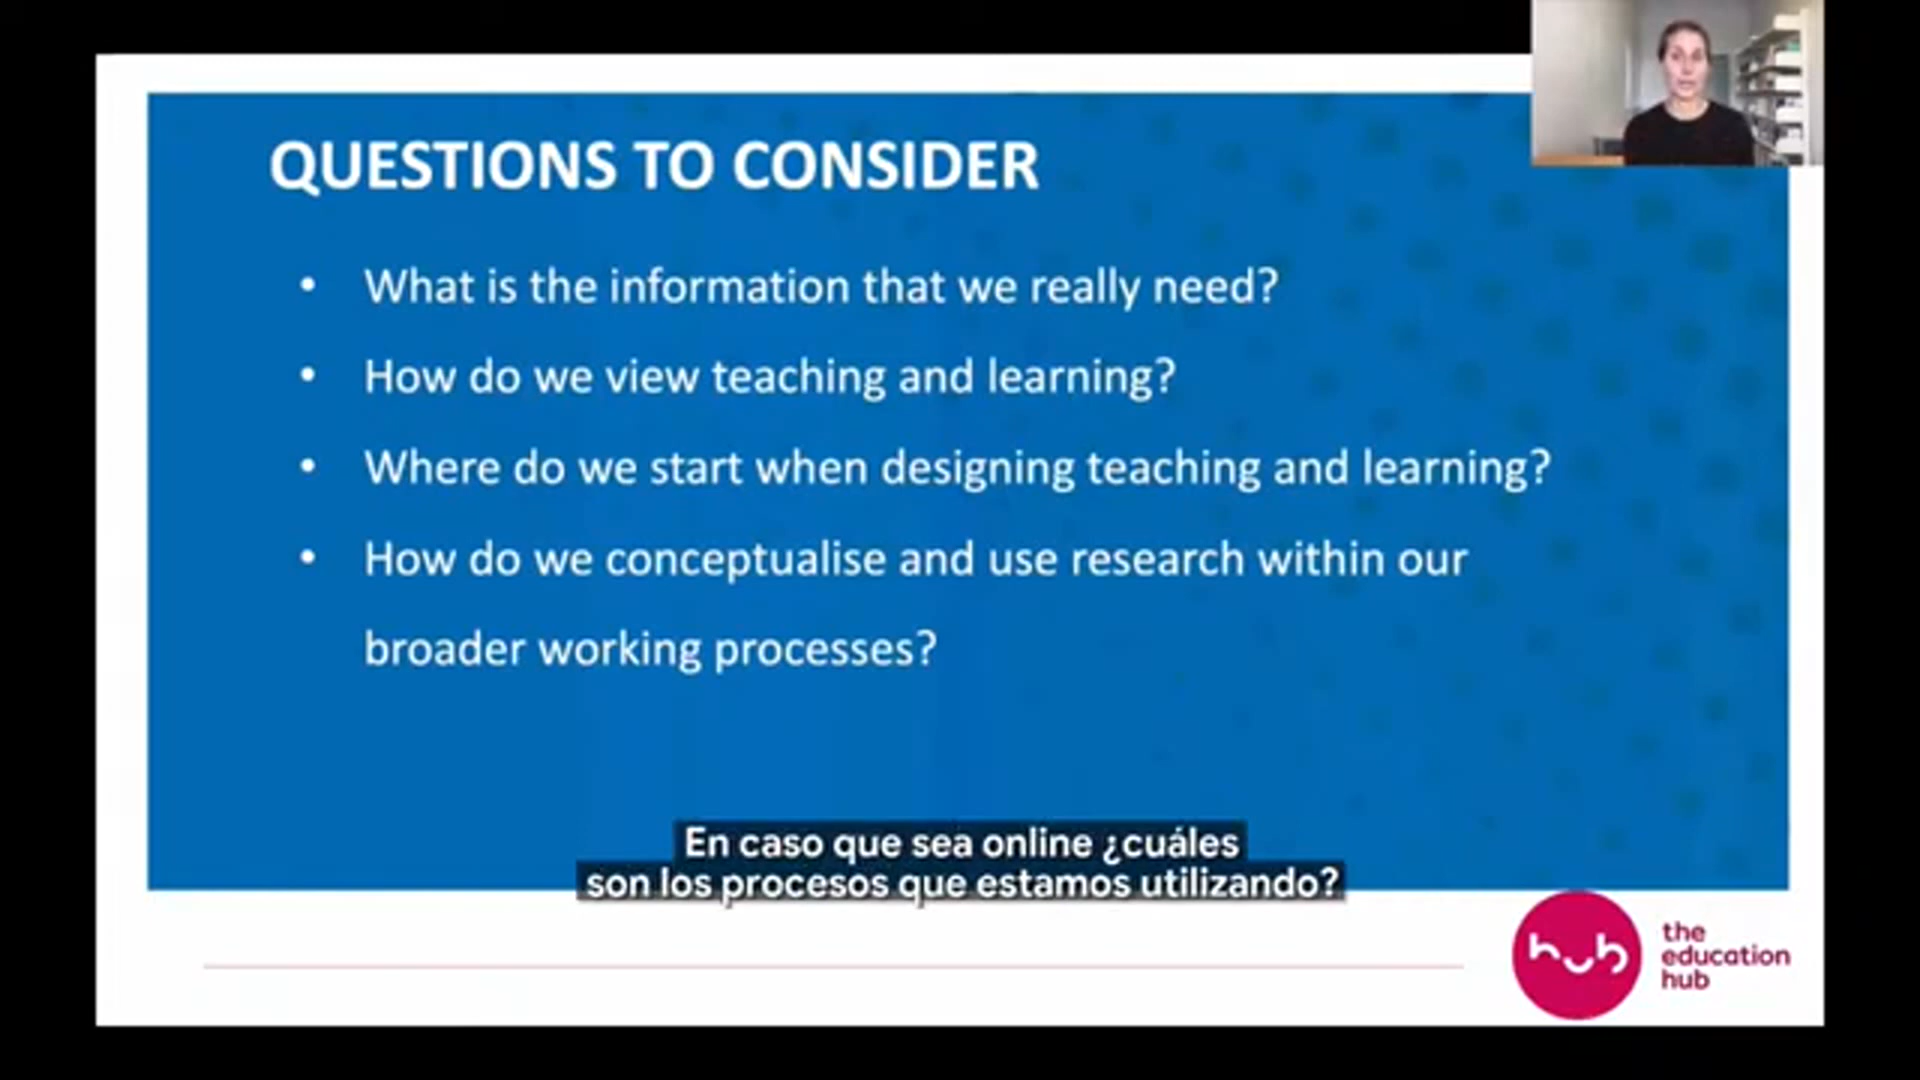 QUESTIONS TO CONSIDER
• What is the information that we really need?
• How do we view teaching and learning?
• Where do we start when designing teaching and learning?
• How do we conceptualise and use research within our
broader working processes?
En caso que sea online ¿cuáles
son los procesos que estamos utilizando?
hub
the
education
hub